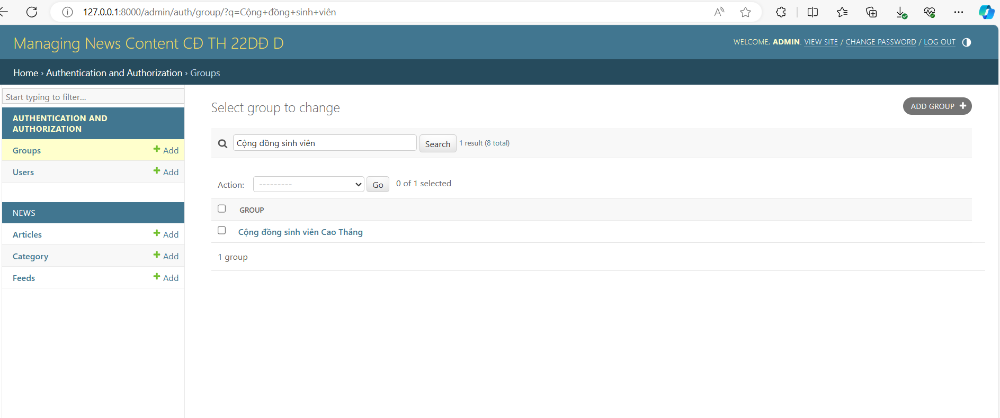 127.0.0.1:8000/admin/auth/group/?q=Cộng+đồng+sinh+viên
Managing News Content CĐ TH 22DĐ D
WELCOME, ADMIN. VIEW SITE / CHANGE PASSWORD / LOG OUT
Home › Authentication and Authorization › Groups
Start typing to filter...
AUTHENTICATION AND
AUTHORIZATION
Groups
Add
Users
Add
NEWS
Articles
Add
Category
Add
Feeds
Add
Select group to change
ADD GROUP
Cộng đồng sinh viên
Search
1 result (8 total)
Action:
---------
Go
0 of 1 selected
GROUP
Cộng đồng sinh viên Cao Thắng
1 group